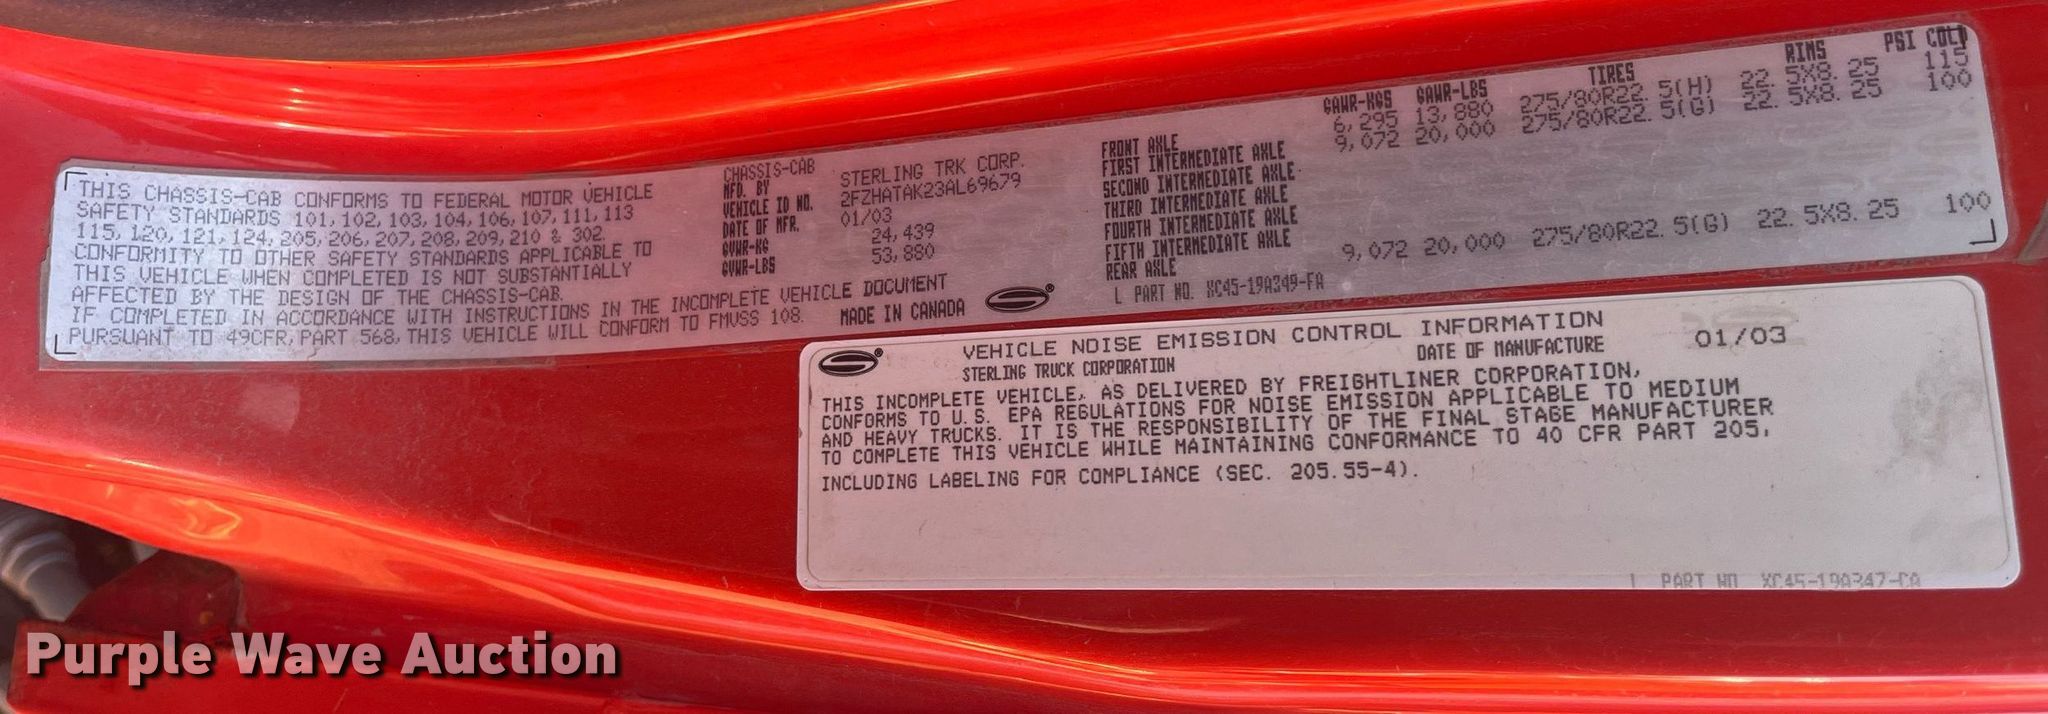 THIS CHASSIS-CAB CONFORMS TO FEDERAL MOTOR VEHICLE
SAFETY STANDARDS 101, 102, 103, 104, 106, 107, 111, 113
115, 120, 121, 124, 205, 206, 207, 208, 209, 210 & 302.
CONFORMITY TO OTHER SAFETY STANDARDS APPLICABLE TO
THIS VEHICLE WHEN COMPLETED IS NOT SUBSTANTIALLY
AFFECTED BY THE DESIGN OF THE CHASSIS-CAB.
IF COMPLETED IN ACCORDANCE WITH INSTRUCTIONS IN THE INCOMPLETE VEHICLE DOCUMENT
PURSUANT TO 49CFR, PART 568, THIS VEHICLE WILL CONFORM TO FMVSS 108.
CHASSIS-CAB
MFD. BY STERLING TRK CORP.
VEHICLE ID NO. 2FZHATAK23AL69679
DATE OF MFR. 01/03
GVWR-KG 24,439
GVWR-LBS 53,880
MADE IN CANADA
GAWR-KGS GAWR-LBS TIRES RIMS PSI COLD
FRONT AXLE 6,295 13,880 275/80R22.5(H) 22.5X8.25 115
FIRST INTERMEDIATE AXLE 9,072 20,000 275/80R22.5(G) 22.5X8.25 100
SECOND INTERMEDIATE AXLE
THIRD INTERMEDIATE AXLE
FOURTH INTERMEDIATE AXLE
FIFTH INTERMEDIATE AXLE
REAR AXLE 9,072 20,000 275/80R22.5(G) 22.5X8.25 100
L PART NO. XC45-19A349-FA
VEHICLE NOISE EMISSION CONTROL INFORMATION
STERLING TRUCK CORPORATION DATE OF MANUFACTURE 01/03
THIS INCOMPLETE VEHICLE, AS DELIVERED BY FREIGHTLINER CORPORATION,
CONFORMS TO U.S. EPA REGULATIONS FOR NOISE EMISSION APPLICABLE TO MEDIUM
AND HEAVY TRUCKS. IT IS THE RESPONSIBILITY OF THE FINAL STAGE MANUFACTURER
TO COMPLETE THIS VEHICLE WHILE MAINTAINING CONFORMANCE TO 40 CFR PART 205,
INCLUDING LABELING FOR COMPLIANCE (SEC. 205.55-4).
L PART NO XC45-19A347-CA
Purple Wave Auction